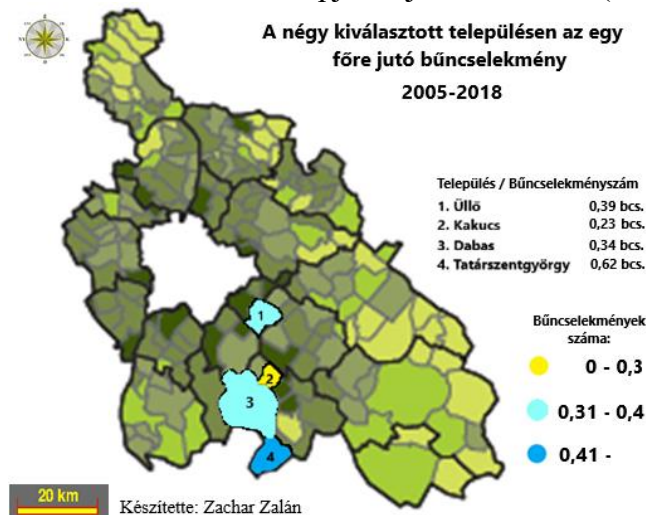 A négy kiválasztott településen az egy
főre jutó bűncselekmény
2005-2018
Település / Bűncselekményszám
1. Üllő 0,39 bcs.
2. Kakucs 0,23 bcs.
3. Dabas 0,34 bcs.
4. Tatárszentgyörgy 0,62 bcs.
1
2
3
4
Bűncselekmények
száma:
0 - 0,3
0,31 - 0,4
0,41 -
20 km
Készítette: Zachar Zalán